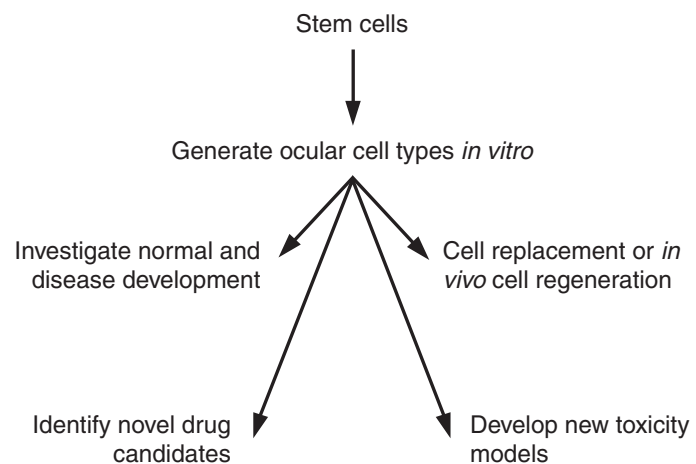 Stem cells
Generate ocular cell types in vitro
Investigate normal and
disease development
Cell replacement or in
vivo cell regeneration
Identify novel drug
candidates
Develop new toxicity
models